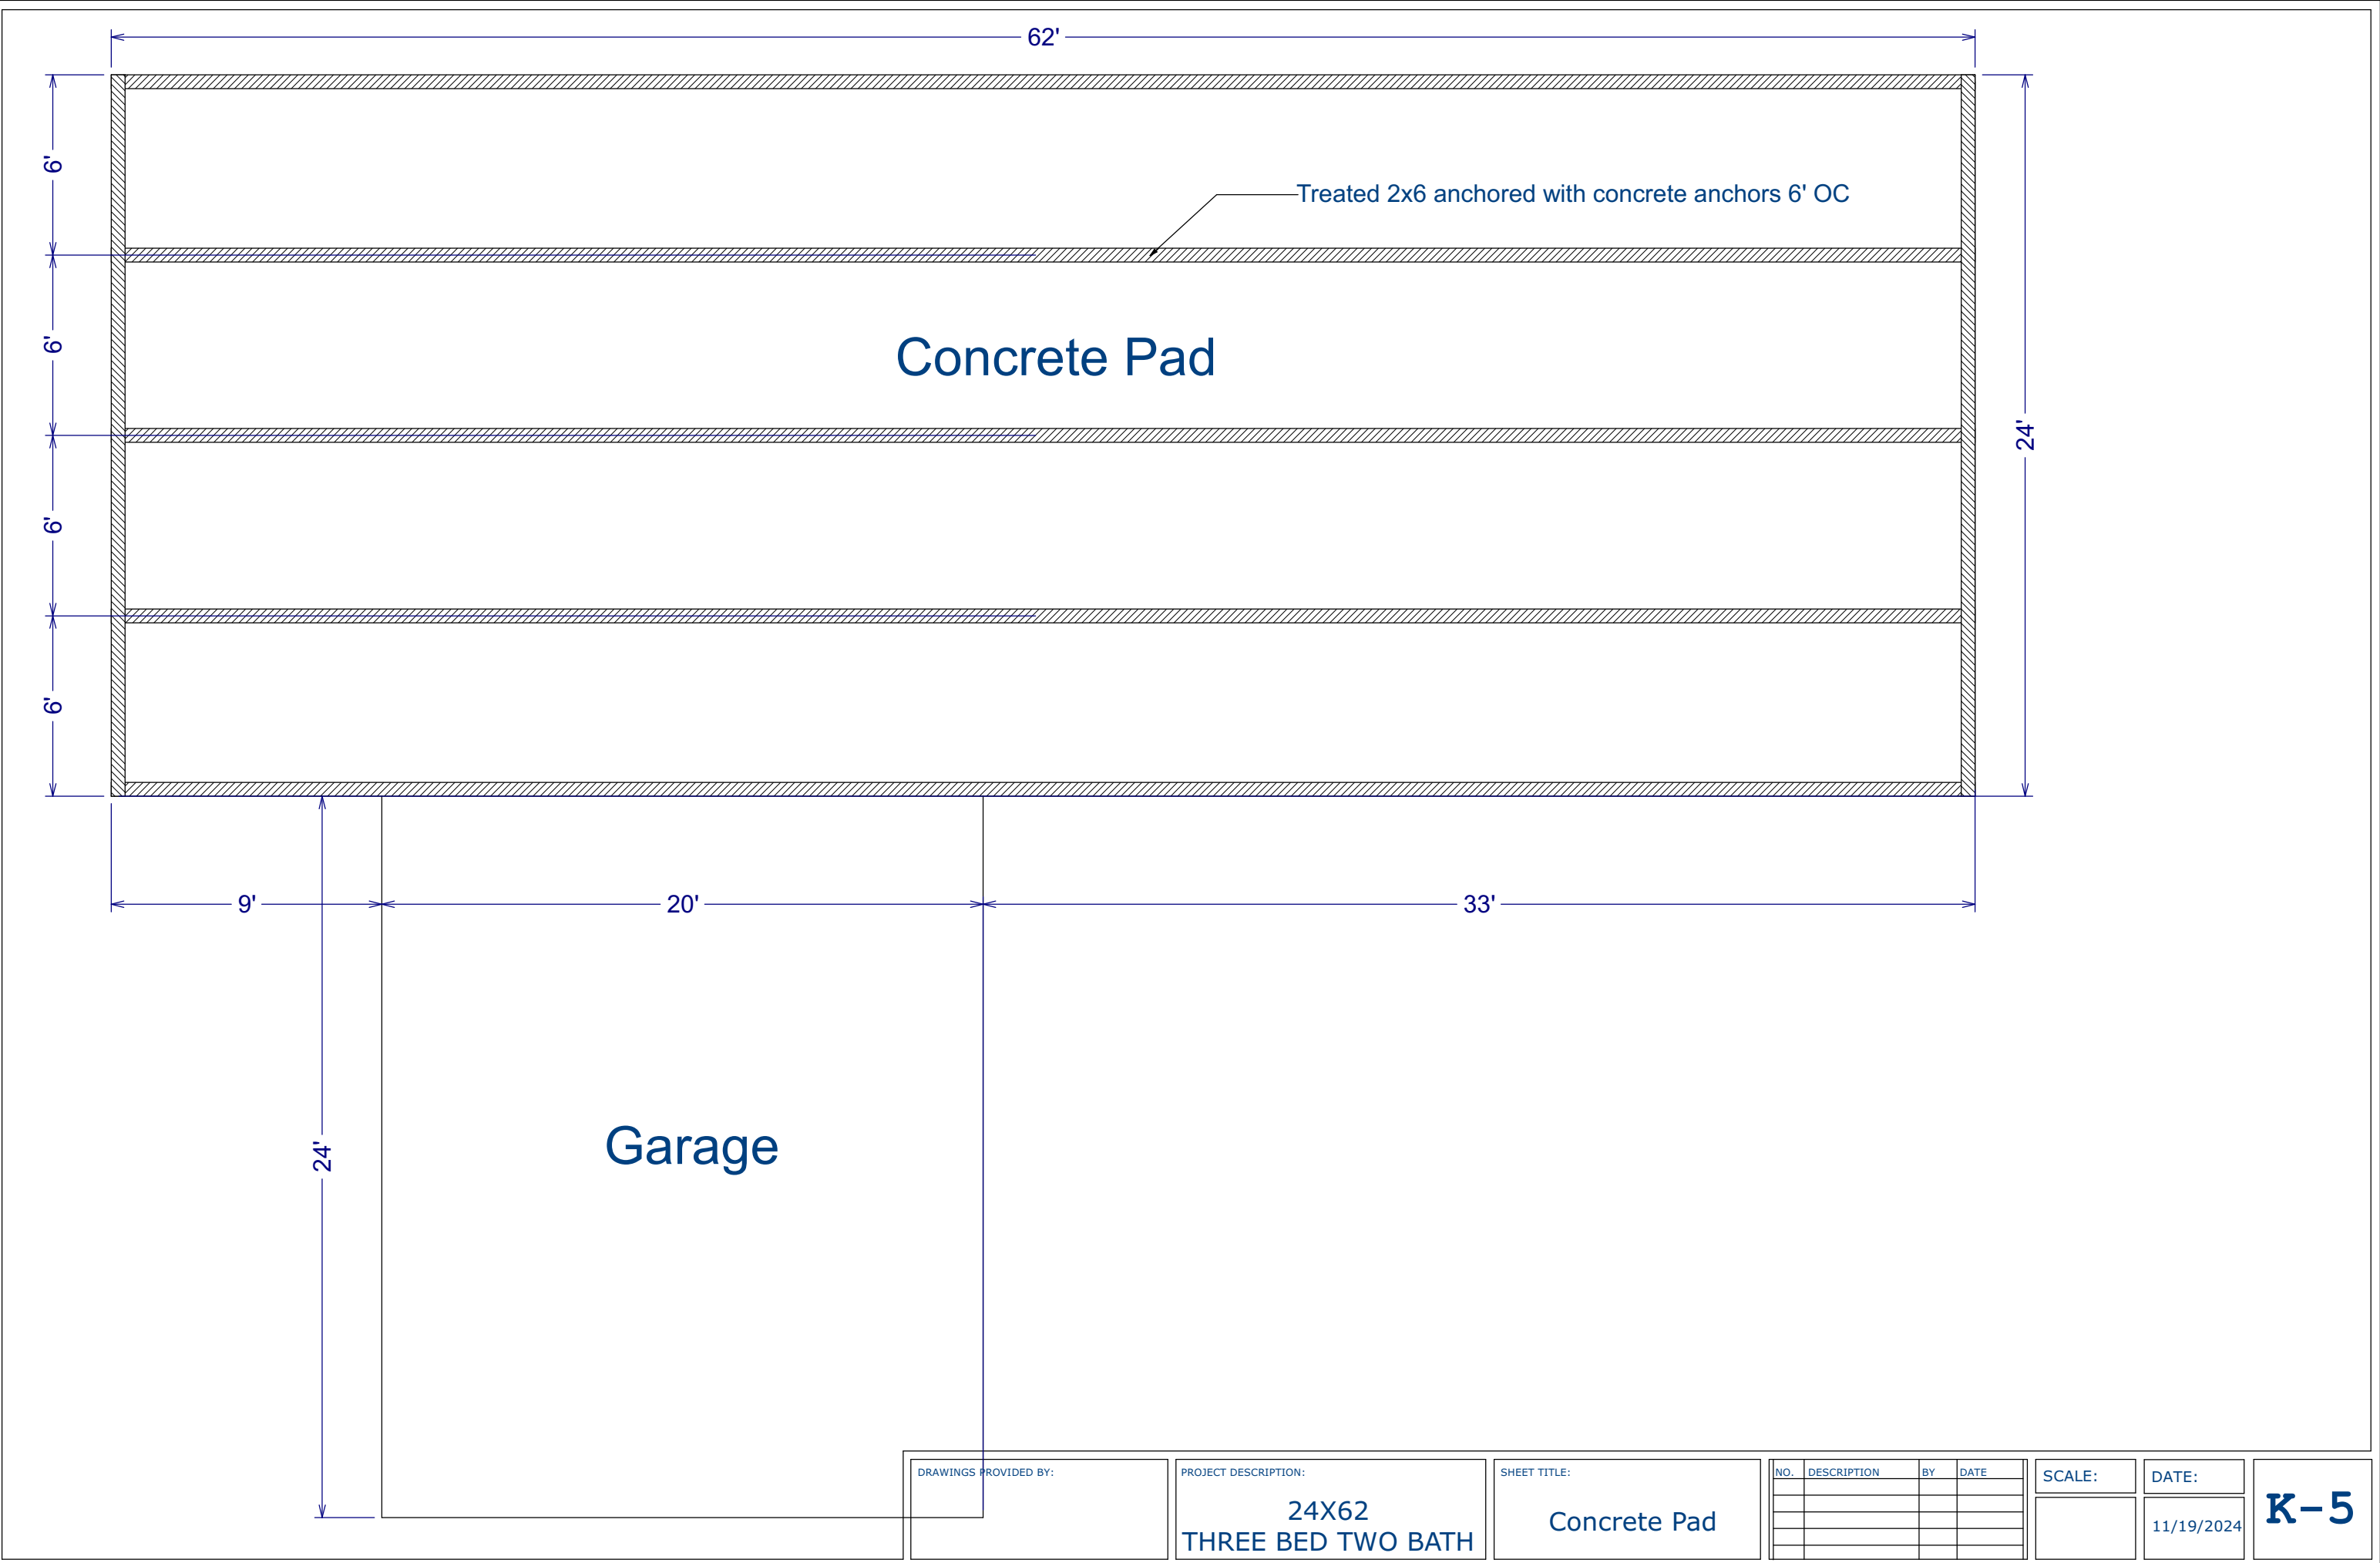 62'
6'
Treated 2x6 anchored with concrete anchors 6' OC
6'
Concrete Pad
24'
6'
6'
9'
20'
33'
24'
Garage
DRAWINGS PROVIDED BY:
PROJECT DESCRIPTION:
24X62
THREE BED TWO BATH
SHEET TITLE:
Concrete Pad
NO. DESCRIPTION BY DATE
SCALE:
DATE:
11/19/2024
K-5